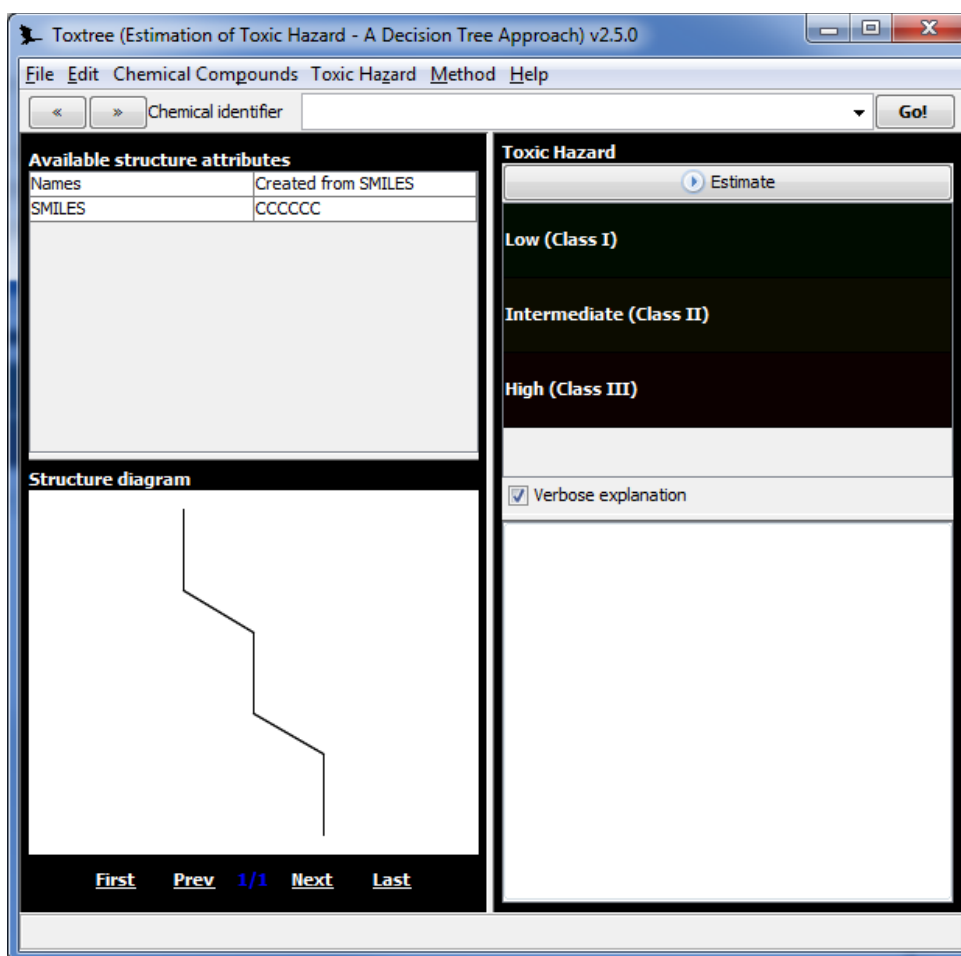 Toxtree (Estimation of Toxic Hazard - A Decision Tree Approach) v2.5.0
File Edit Chemical Compounds Toxic Hazard Method Help
« » Chemical identifier Go!
Available structure attributes
Names Created from SMILES
SMILES CCCCCC
Structure diagram
First Prev 1/1 Next Last
Toxic Hazard
Estimate
Low (Class I)
Intermediate (Class II)
High (Class III)
Verbose explanation